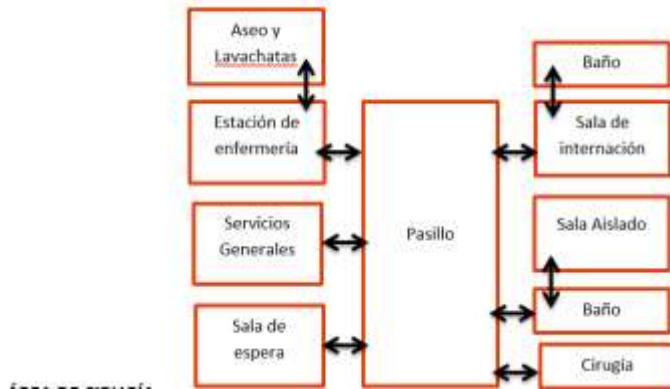 Aseo y
Lavachatas
Estación de
enfermería
Servicios
Generales
Sala de
espera
Pasillo
Baño
Sala de
internación
Sala Aislado
Baño
Cirugía